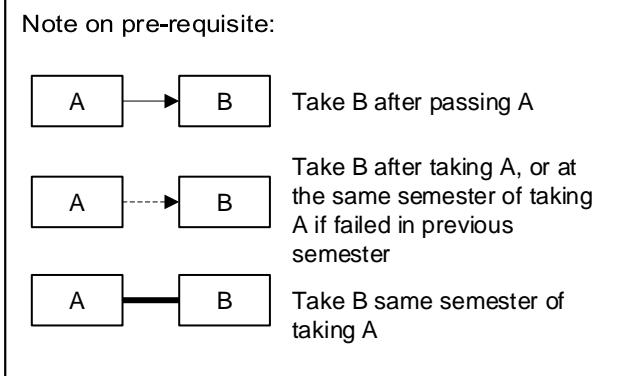 Note on pre-requisite:
A B Take B after passing A
Take B after taking A, or at
A B the same semester of taking
A if failed in previous
semester
A B Take B same semester of
taking A